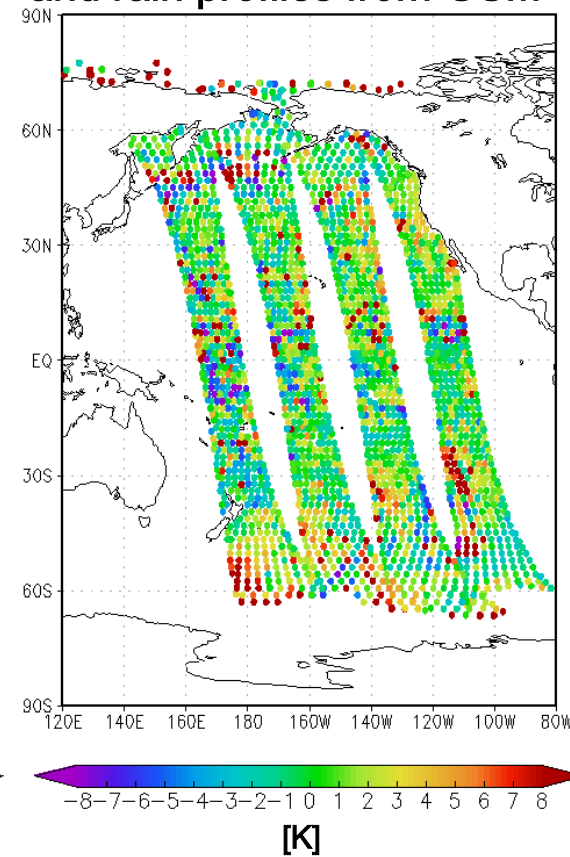 and rain profiles from
90N
60N
30N
EQ
30S
60S
90S
120E 140E 160E 180 160W 140W 120W 100W 80W
-8-7-6-5-4-3-2-1 0 1 2 3 4 5 6 7 8
[K]